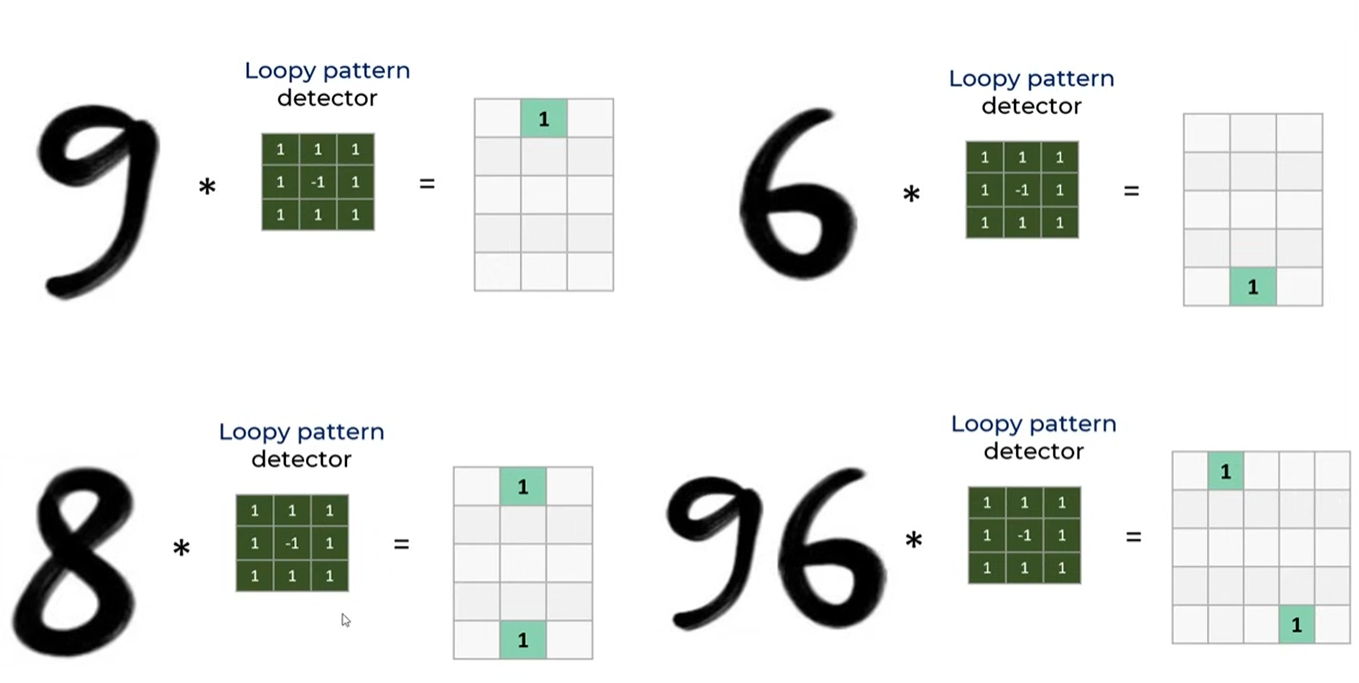 9
*
Loopy pattern
detector
1 1 1
1 -1 1
1 1 1
=
1
6
*
Loopy pattern
detector
1 1 1
1 -1 1
1 1 1
=
1
8
*
Loopy pattern
detector
1 1 1
1 -1 1
1 1 1
=
1
1
96
*
Loopy pattern
detector
1 1 1
1 -1 1
1 1 1
=
1
1